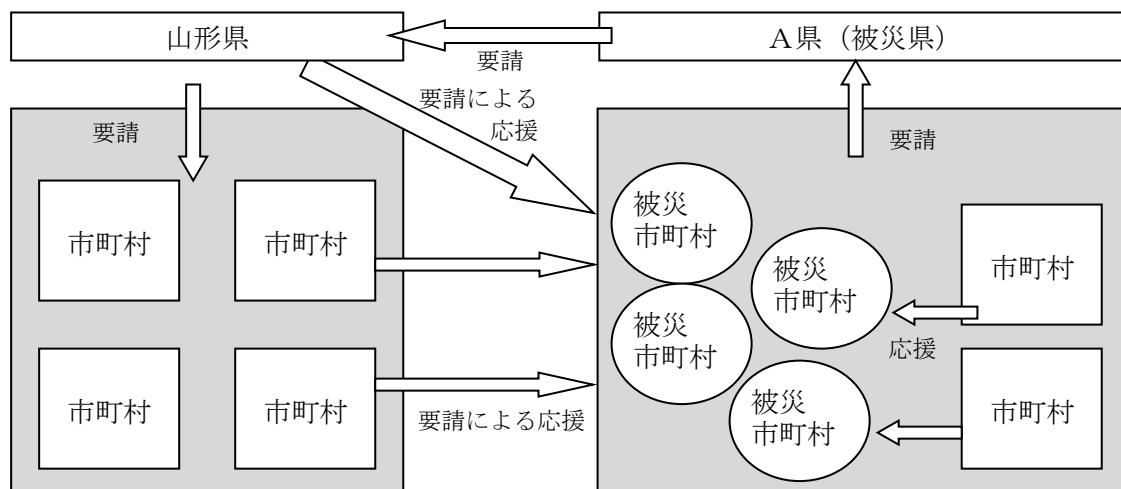 山形県
A県（被災県）
要請
要請による
応援
要請
要請
市町村
市町村
市町村
市町村
要請による応援
被災
市町村
被災
市町村
被災
市町村
被災
市町村
市町村
応援
市町村